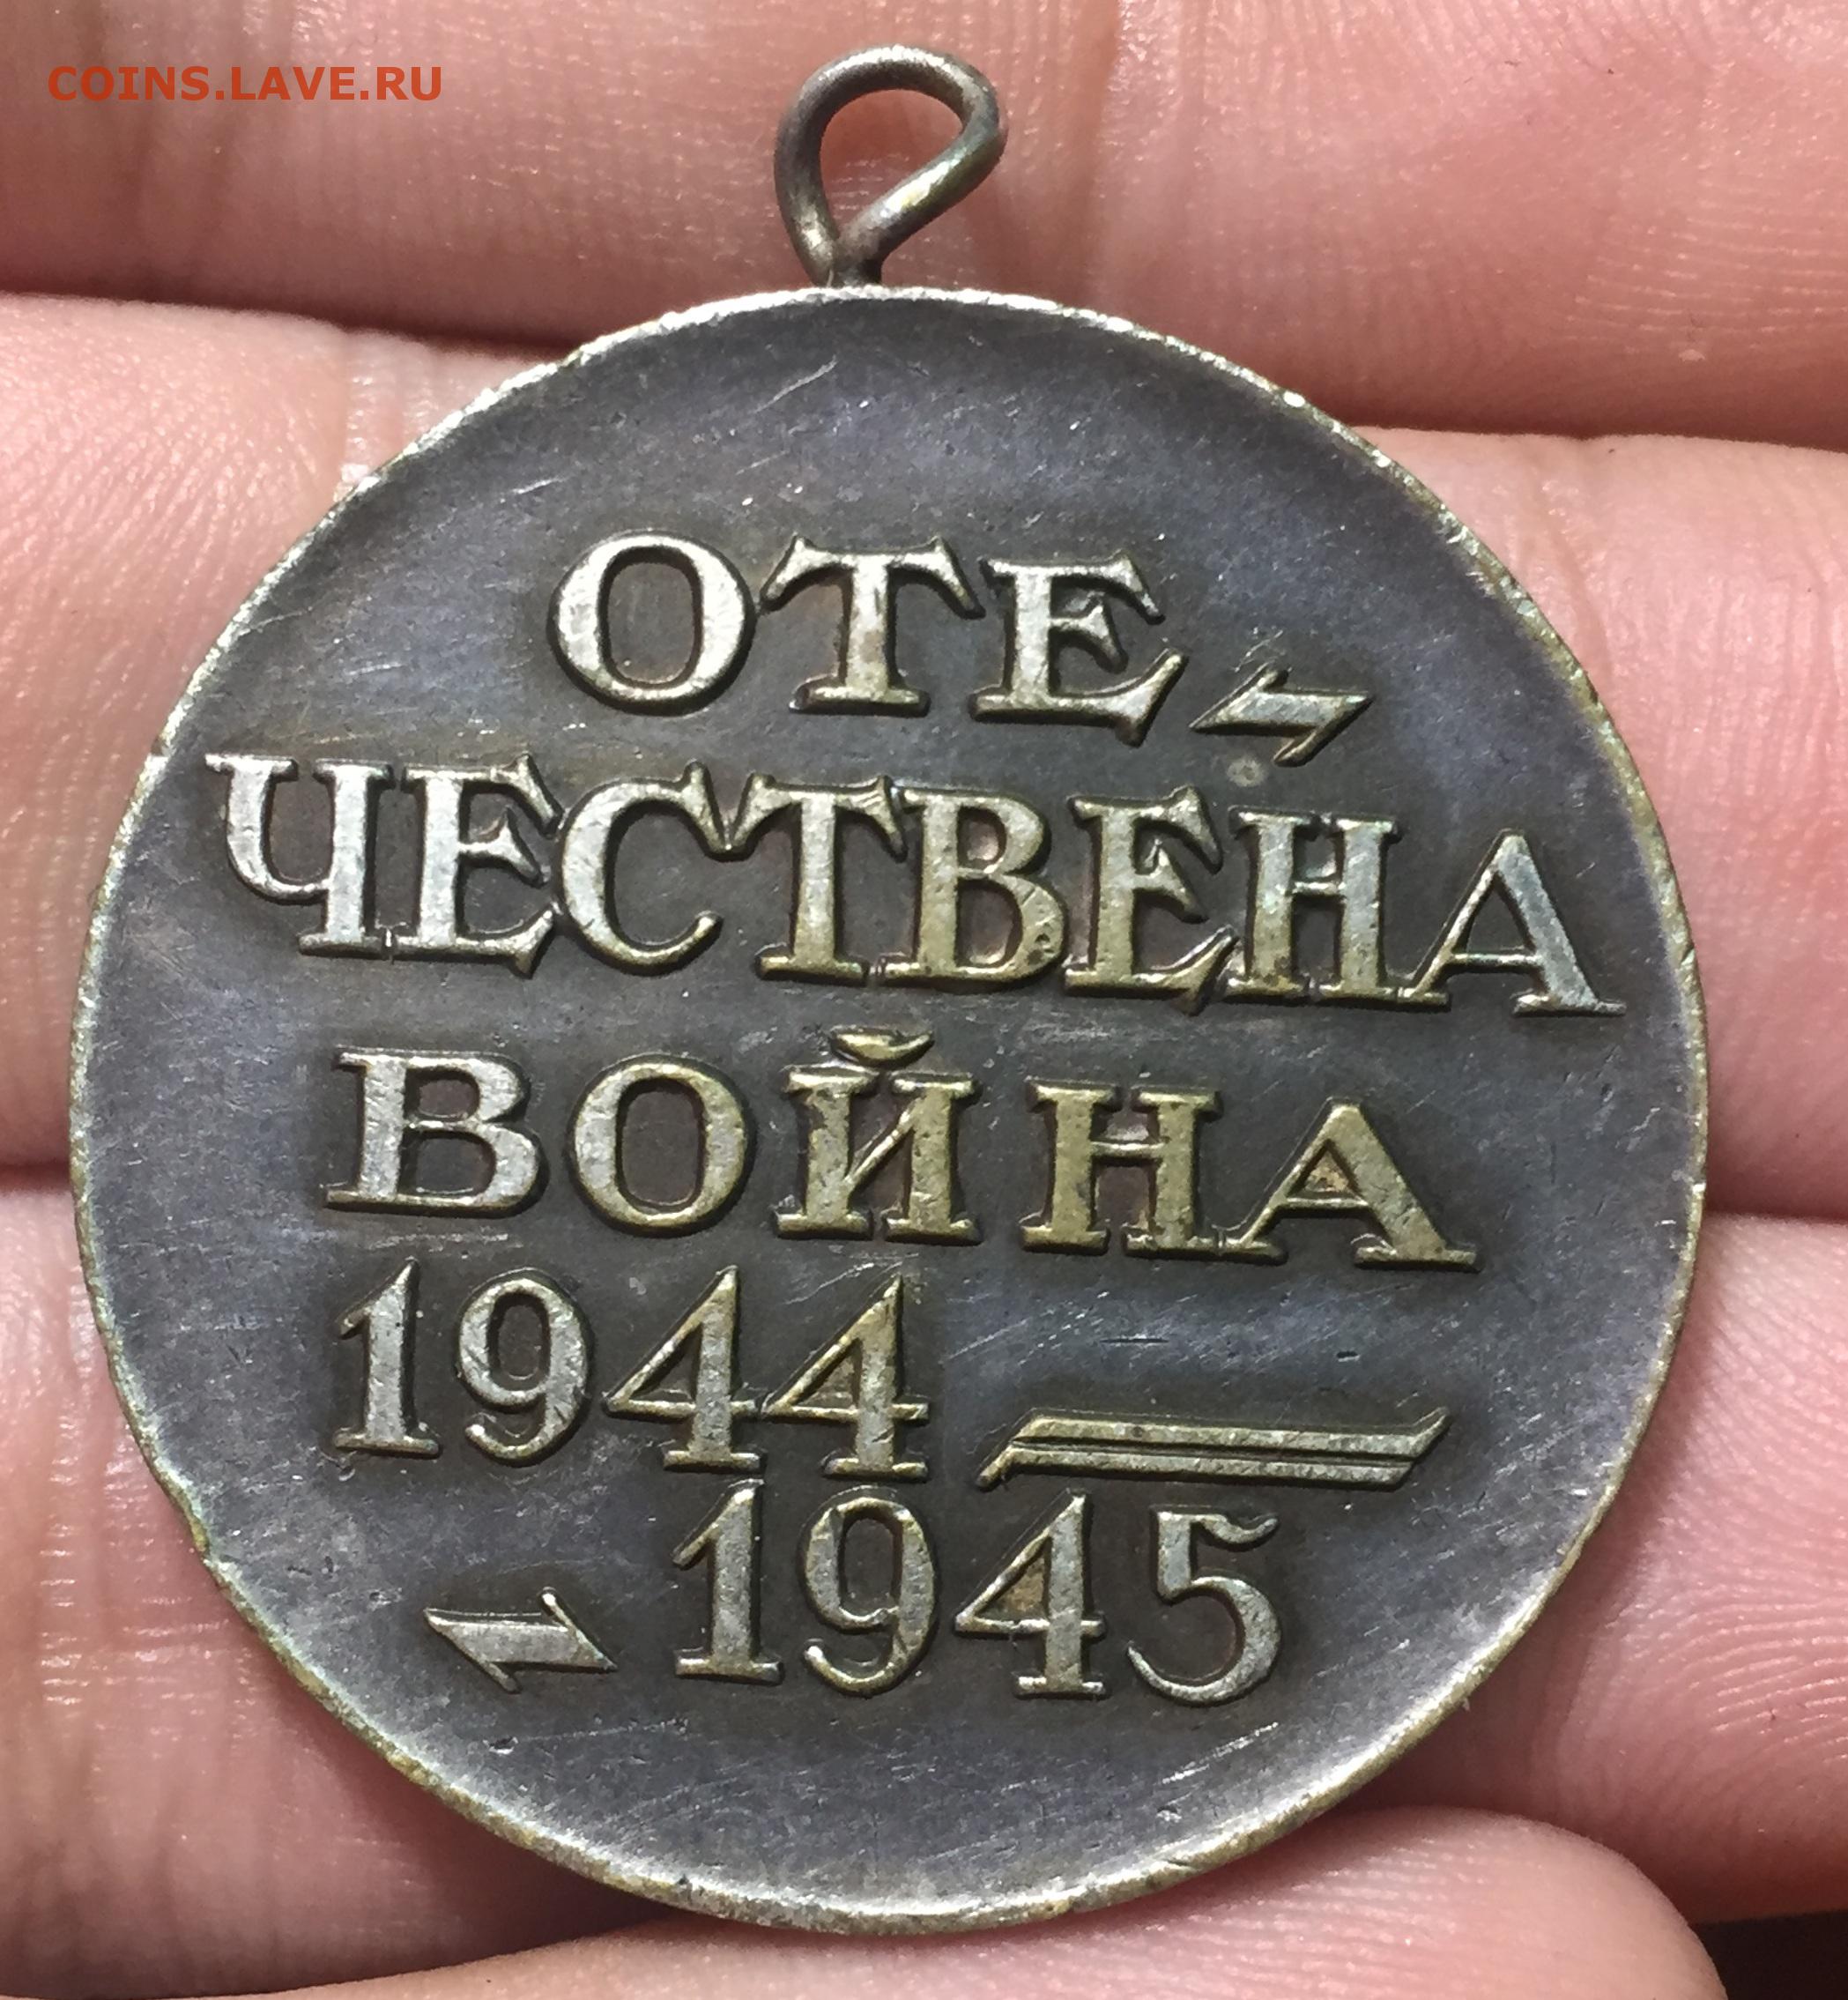 COINS.LAVE.RU
ОТЕ-
ЧЕСТВЕНА
ВОЙНА
1944 —
1945